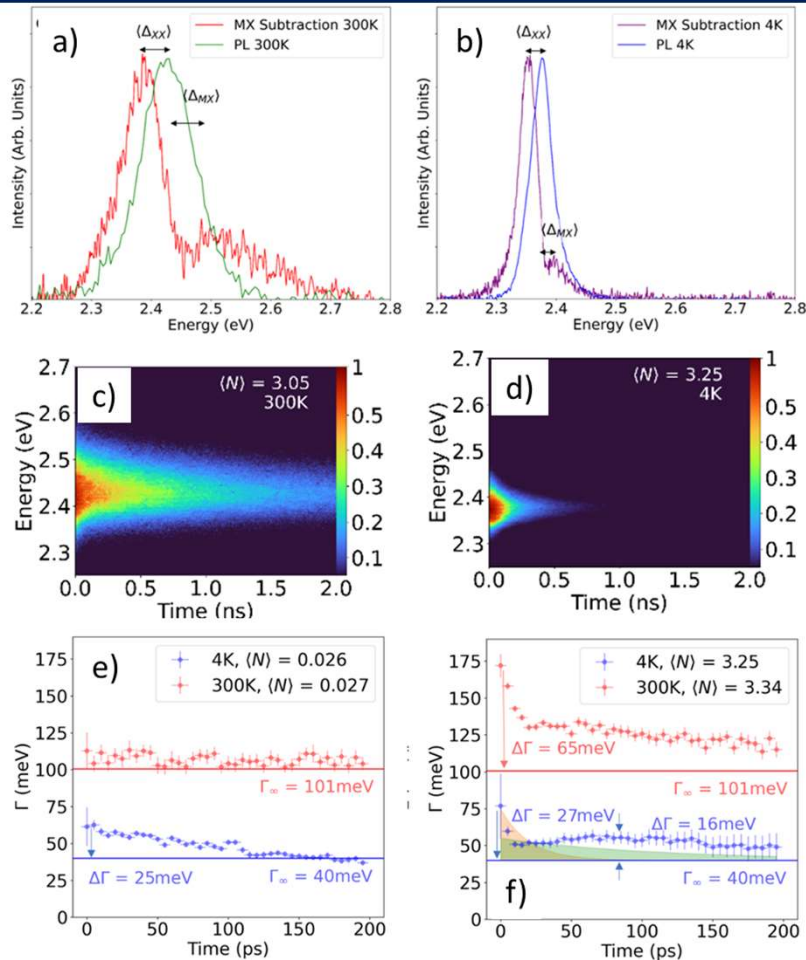 a)
⟨Δ_XX⟩
⟨Δ_MX⟩
MX Subtraction 300K
PL 300K
Intensity (Arb. Units)
2.2 2.3 2.4 2.5 2.6 2.7 2.8
Energy (eV)
b)
⟨Δ_XX⟩
⟨Δ_MX⟩
MX Subtraction 4K
PL 4K
Intensity (Arb. Units)
2.2 2.3 2.4 2.5 2.6 2.7 2.8
Energy (eV)
c)
⟨N⟩ = 3.05
300K
Energy (eV)
2.7
2.6
2.5
2.4
2.3
0.0 0.5 1.0 1.5 2.0
Time (ns)
1
0.5
0.4
0.3
0.2
0.1
d)
⟨N⟩ = 3.25
4K
Energy (eV)
2.7
2.6
2.5
2.4
2.3
0.0 0.5 1.0 1.5 2.0
Time (ns)
1
0.5
0.4
0.3
0.2
0.1
e)
4K, ⟨N⟩ = 0.026
300K, ⟨N⟩ = 0.027
Γ (meV)
175
150
125
100
75
50
25
0
Γ∞ = 101meV
ΔΓ = 25meV
Γ∞ = 40meV
0 50 100 150 200
Time (ps)
4K, ⟨N⟩ = 3.25
300K, ⟨N⟩ = 3.34
Γ (meV)
175
150
125
100
75
50
25
0
ΔΓ = 65meV
Γ∞ = 101meV
ΔΓ = 27meV
ΔΓ = 16meV
Γ∞ = 40meV
f)
0 50 100 150 200
Time (ps)